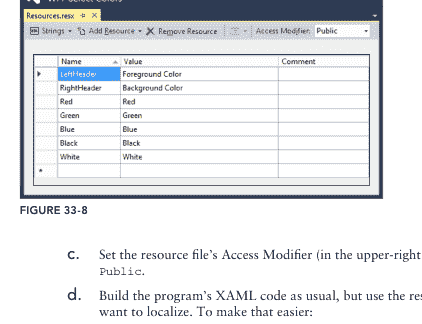 Resources.resx
Strings Add Resource Remove Resource Access Modifier: Public
Name Value Comment
LeftHeader Foreground Color
RightHeader Background Color
Red Red
Green Green
Blue Blue
Black Black
White White
*
FIGURE 33-8
c. Set the resource file's Access Modifier (in the upper-right
Public.
d. Build the program's XAML code as usual, but use the
want to localize. To make that easier: